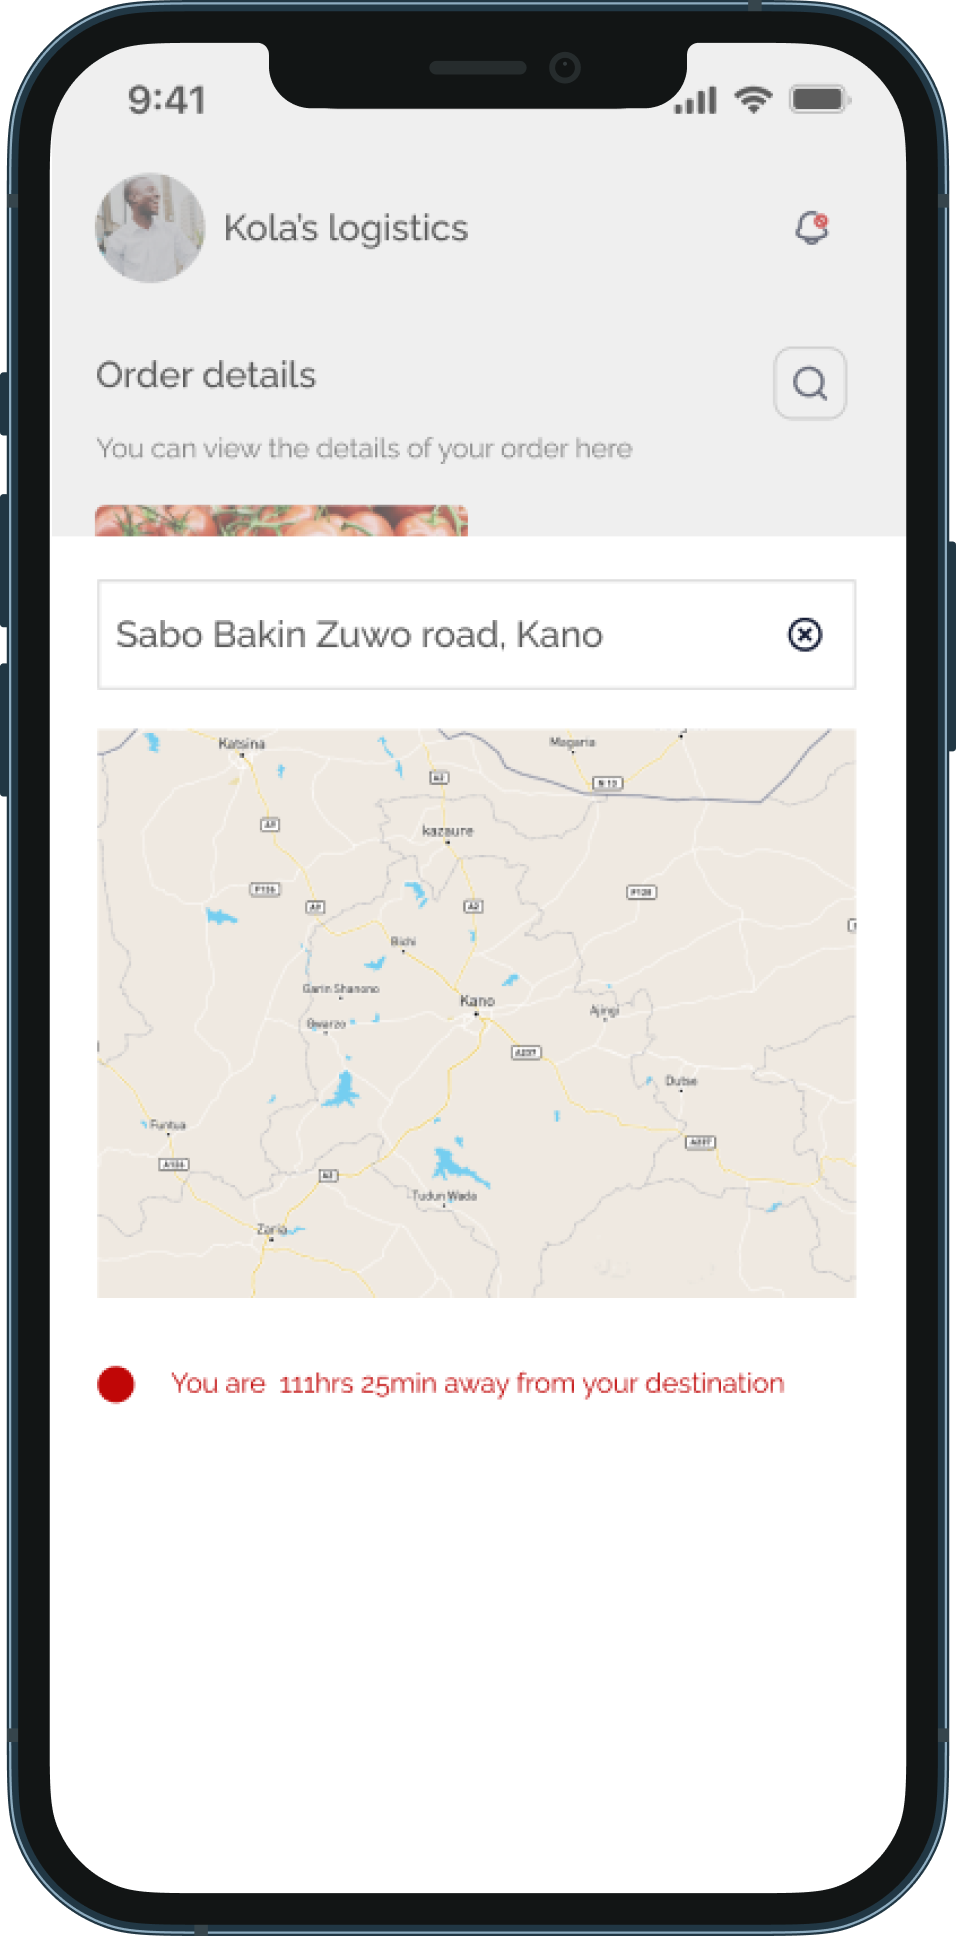 9:41
Kola's logistics
Order details
You can view the details of your order here
Sabo Bakin Zuwo road, Kano
Katsina
Magaria
A2
N 13
A9
kazaure
F136
F128
A9
A2
Bichi
Garin Shanono
Kano
Ajingi
Gwarzo
A237
Dutse
Funtua
A237
A126
A2
Tudun Wada
Zaria
You are 111hrs 25min away from your destination